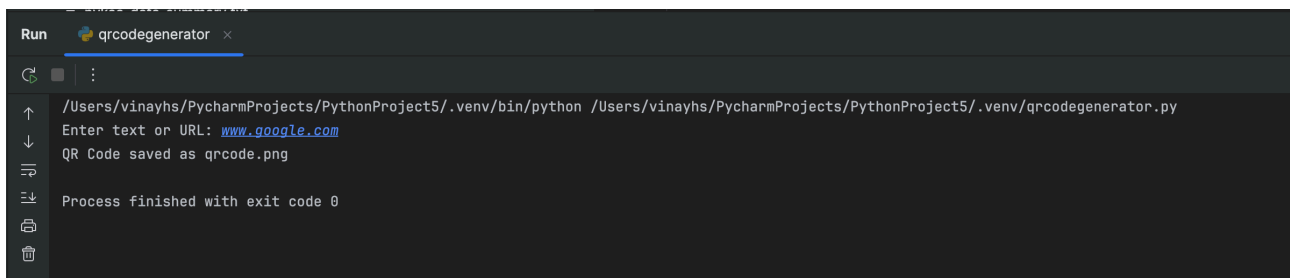 Run qrcodegenerator
/Users/vinayhs/PycharmProjects/PythonProject5/.venv/bin/python /Users/vinayhs/PycharmProjects/PythonProject5/.venv/qrcodegenerator.py
Enter text or URL: www.google.com
QR Code saved as qrcode.png
Process finished with exit code 0